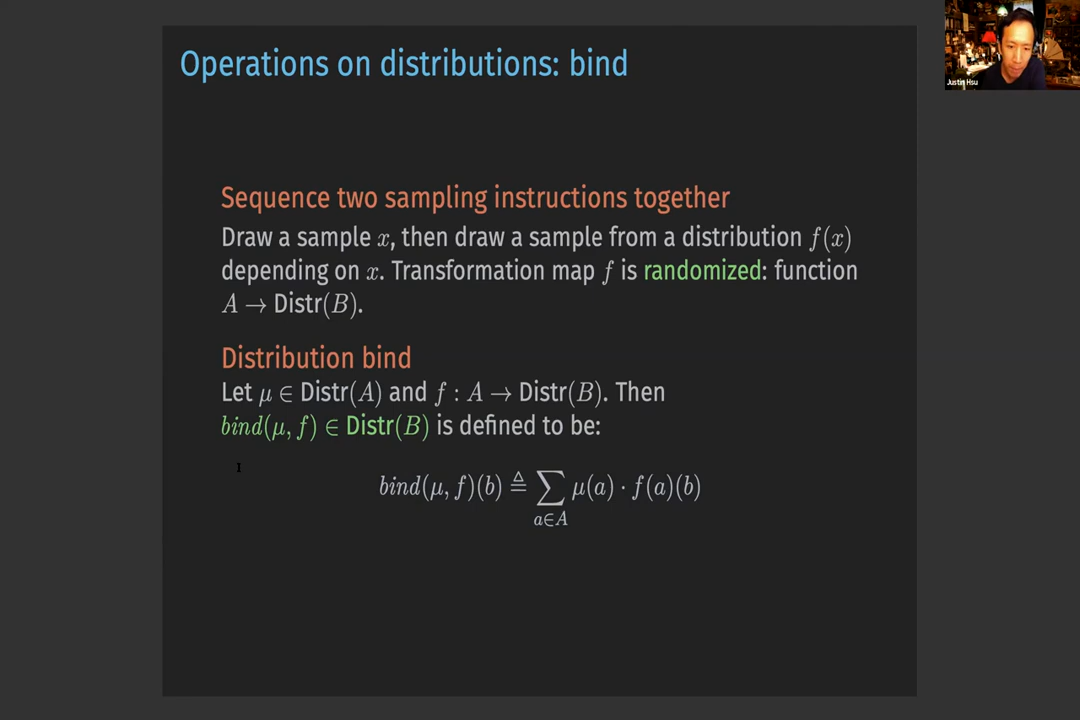 Operations on distributions: bind
Justin Hsu
Sequence two sampling instructions together
Draw a sample x, then draw a sample from a distribution f(x)
depending on x. Transformation map f is randomized: function
A → Distr(B).
Distribution bind
Let μ ∈ Distr(A) and f : A → Distr(B). Then
bind(μ, f) ∈ Distr(B) is defined to be:
bind(μ, f)(b) ≜ ∑ μ(a) · f(a)(b)
a∈A